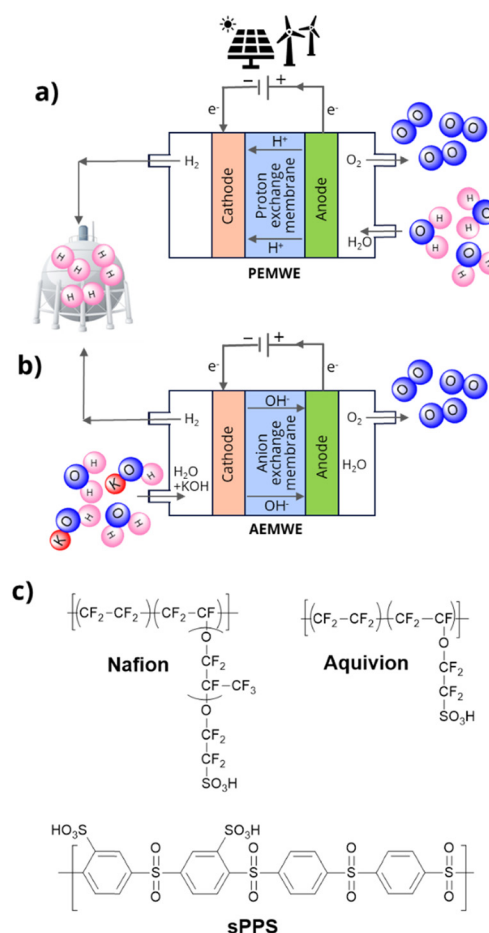 a)
− +
e⁻ e⁻
H₂ Cathode H⁺ Proton exchange membrane H⁺ Anode O₂
H₂O
O O O O O O
H H O O H H O H H
H H H H H H H
PEMWE
b)
− +
e⁻ e⁻
H₂ Cathode OH⁻ Anion exchange membrane OH⁻ Anode O₂
H₂O
+KOH
H₂O
O O O O O O
O H H K O H K O H O H H
AEMWE
c)
(CF₂−CF₂)(CF₂−CF)
O
CF₂
CF−CF₃
O
CF₂
CF₂
SO₃H
Nafion
(CF₂−CF₂)(CF₂−CF)
O
CF₂
CF₂
SO₃H
Aquivion
HO₃S SO₃H
O O O O
S S S S
O O O O
sPPS